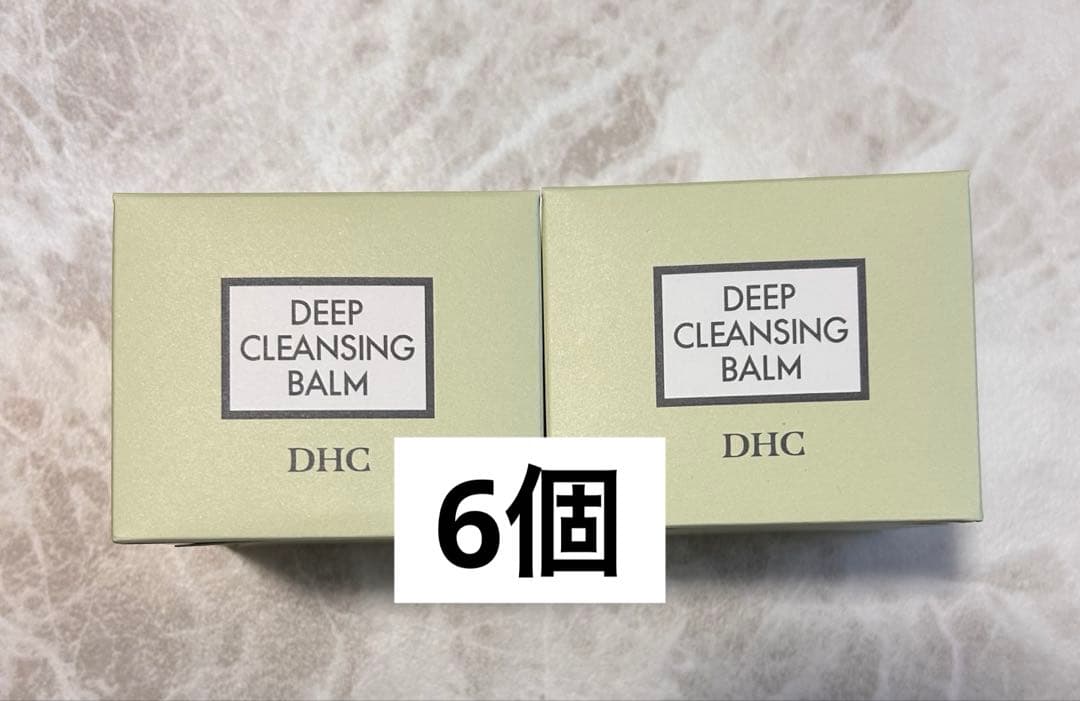 DEEP
CLEANSING
BALM
DHC
DEEP
CLEANSING
BALM
DHC
6個